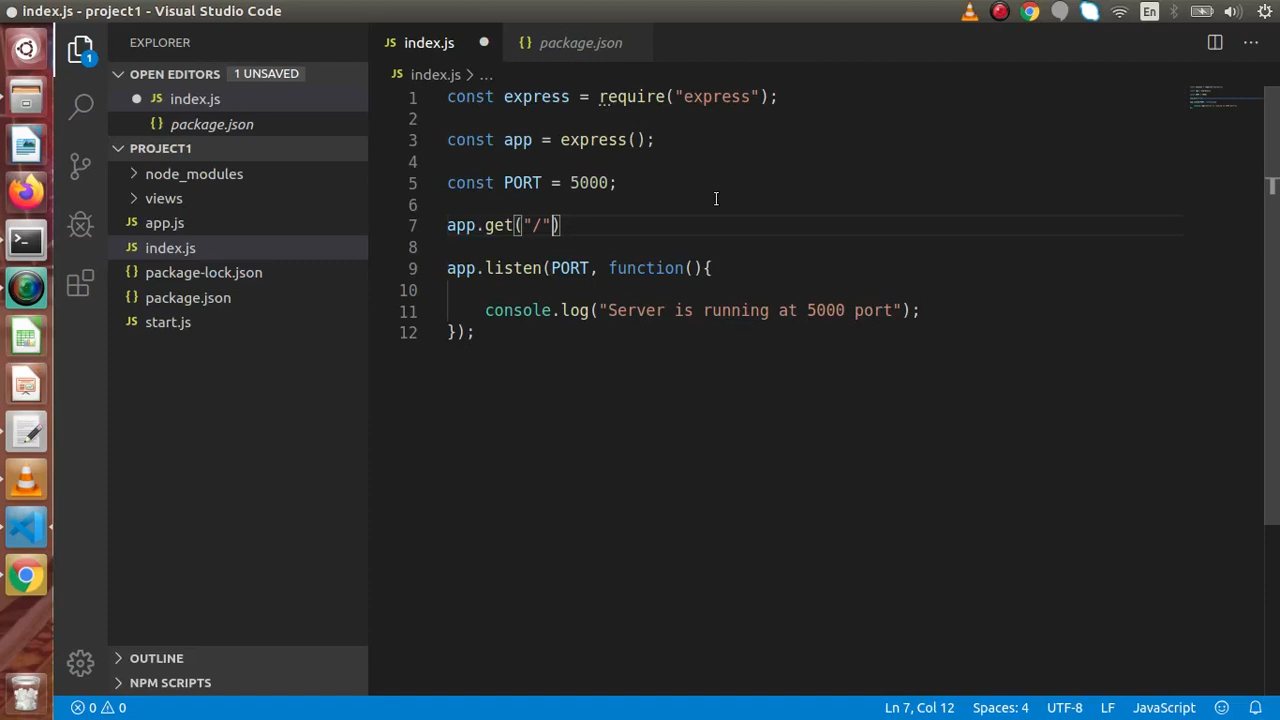 index.js - project1 - Visual Studio Code
En
EXPLORER
OPEN EDITORS 1 UNSAVED
index.js
{} package.json
PROJECT1
node_modules
views
JS app.js
JS index.js
{} package-lock.json
{} package.json
JS start.js
OUTLINE
NPM SCRIPTS
1
JS index.js
{} package.json
JS index.js > ...
1 const express = require("express");
2
3 const app = express();
4
5 const PORT = 5000;
6
7 app.get("/")
8
9 app.listen(PORT, function(){
10
11 console.log("Server is running at 5000 port");
12 });
0 0
Ln 7, Col 12
Spaces: 4
UTF-8
LF
JavaScript